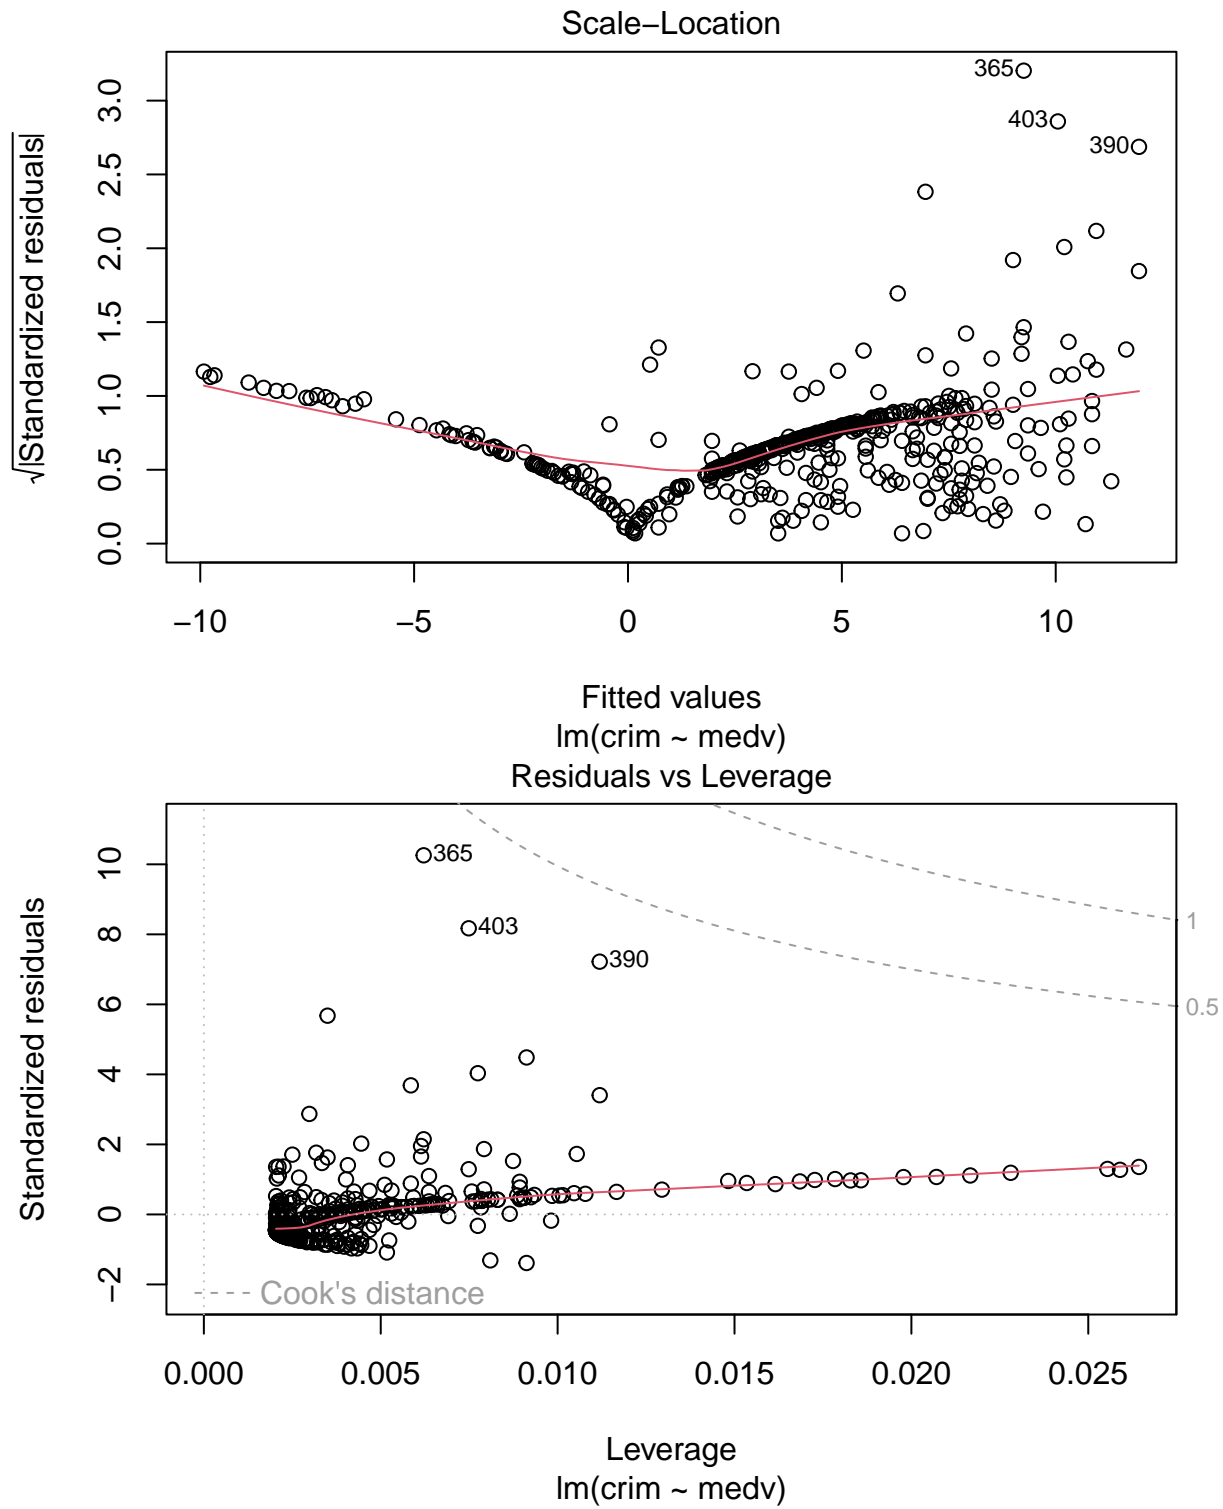 Scale−Location
√|Standardized residuals|
3.0
2.5
2.0
1.5
1.0
0.5
0.0
365
403
390
−10 −5 0 5 10
Fitted values
lm(crim ~ medv)
Residuals vs Leverage
Standardized residuals
10
8
6
4
2
0
−2
365
403
390
1
0.5
Cook's distance
0.000 0.005 0.010 0.015 0.020 0.025
Leverage
lm(crim ~ medv)